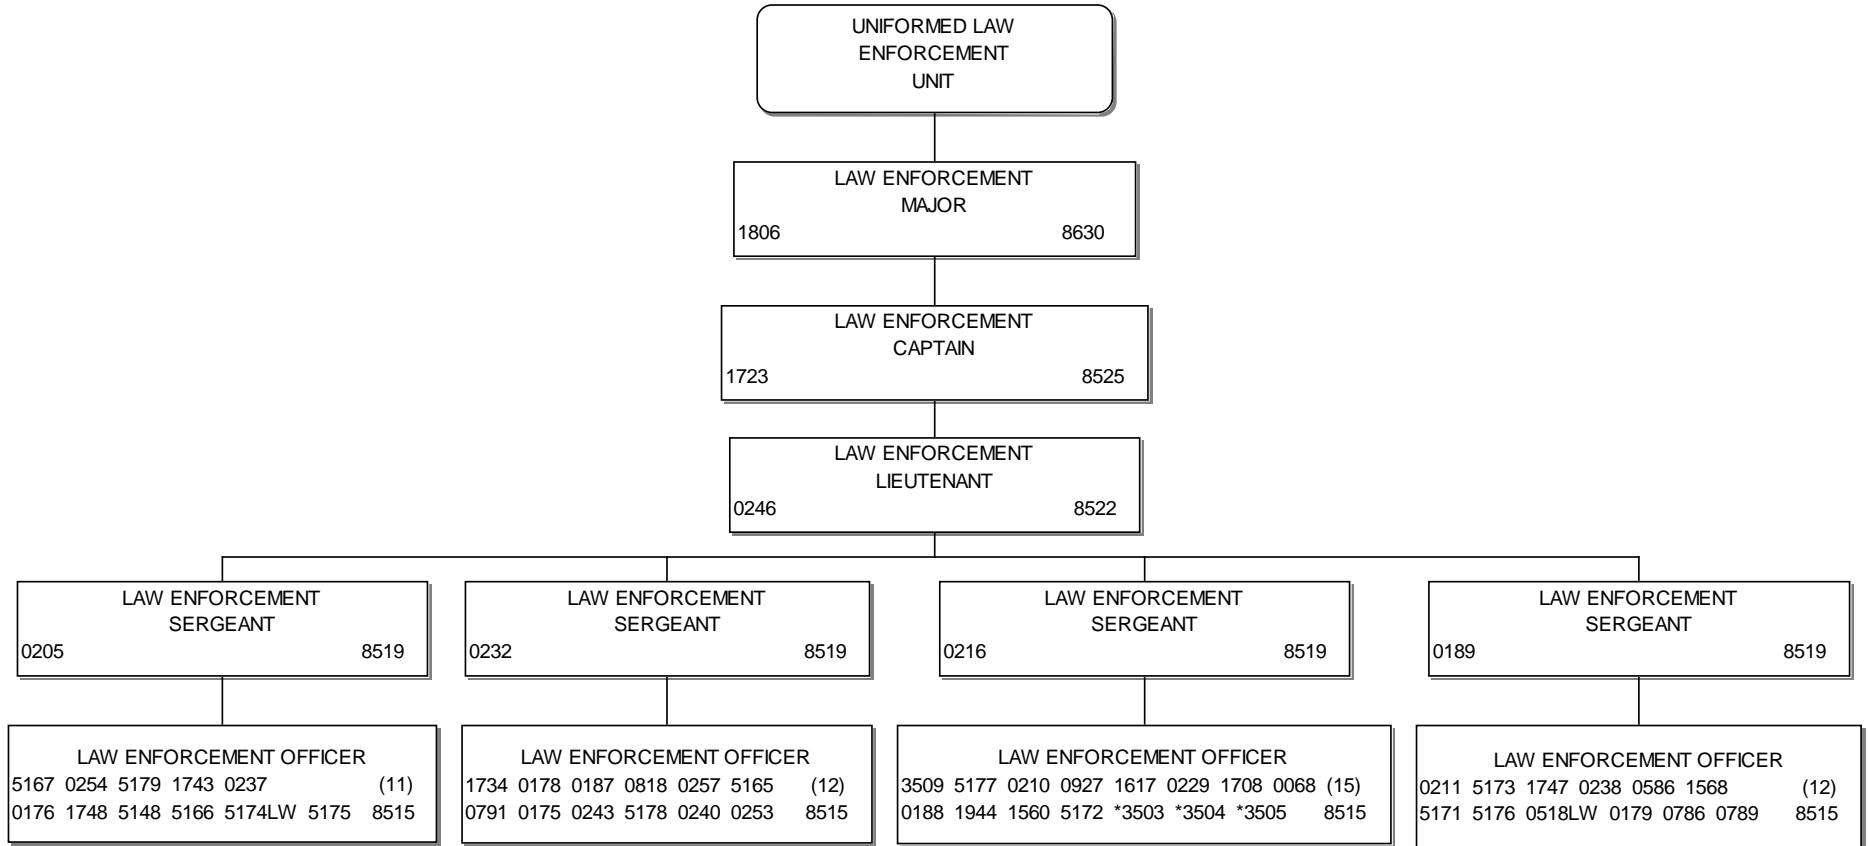 UNIFORMED LAW
ENFORCEMENT
UNIT
LAW ENFORCEMENT
MAJOR
1806 8630
LAW ENFORCEMENT
CAPTAIN
1723 8525
LAW ENFORCEMENT
LIEUTENANT
0246 8522
LAW ENFORCEMENT
SERGEANT
0205 8519
LAW ENFORCEMENT
SERGEANT
0232 8519
LAW ENFORCEMENT
SERGEANT
0216 8519
LAW ENFORCEMENT
SERGEANT
0189 8519
LAW ENFORCEMENT OFFICER
5167 0254 5179 1743 0237 (11)
0176 1748 5148 5166 5174LW 5175 8515
LAW ENFORCEMENT OFFICER
1734 0178 0187 0818 0257 5165 (12)
0791 0175 0243 5178 0240 0253 8515
LAW ENFORCEMENT OFFICER
3509 5177 0210 0927 1617 0229 1708 0068 (15)
0188 1944 1560 5172 *3503 *3504 *3505 8515
LAW ENFORCEMENT OFFICER
0211 5173 1747 0238 0586 1568 (12)
5171 5176 0518LW 0179 0786 0789 8515